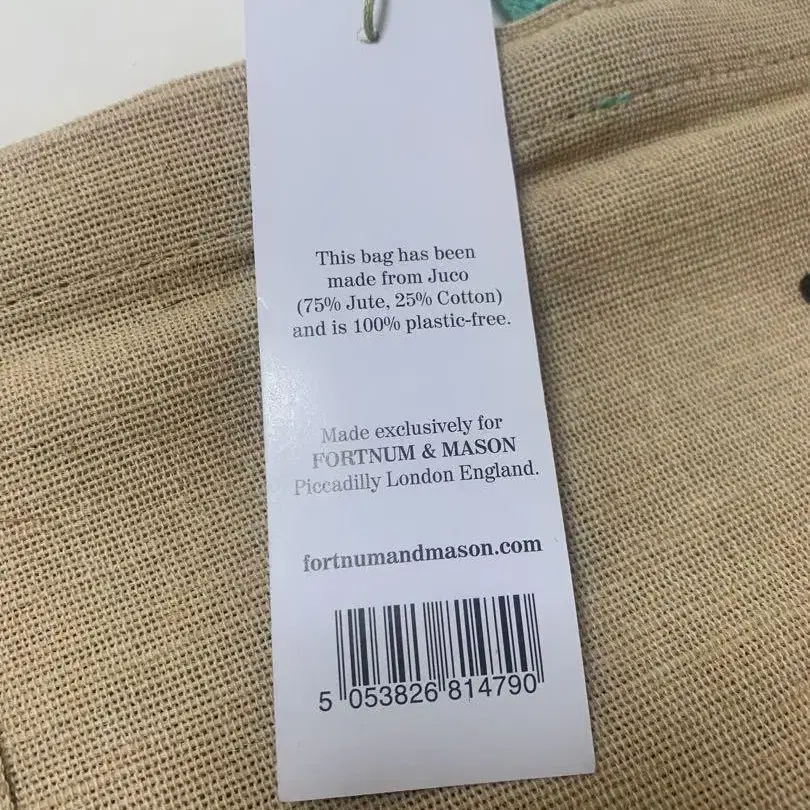 This bag has been
made from Juco
(75% Jute, 25% Cotton)
and is 100% plastic-free.
Made exclusively for
FORTNUM & MASON
Piccadilly London England.
fortnumandmason.com
5 053826 814790